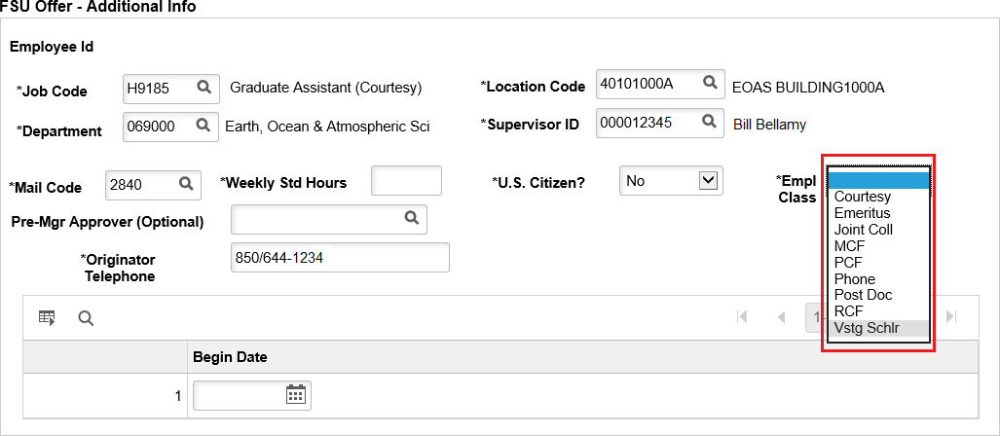 FSU Offer - Additional Info
Employee Id
*Job Code H9185 Graduate Assistant (Courtesy) *Location Code 40101000A EOAS BUILDING1000A
*Department 069000 Earth, Ocean & Atmospheric Sci *Supervisor ID 000012345 Bill Bellamy
*Mail Code 2840 *Weekly Std Hours *U.S. Citizen? No *Empl Class
Courtesy
Emeritus
Joint Coll
MCF
PCF
Phone
Post Doc
RCF
Vstg Schlr
Pre-Mgr Approver (Optional)
*Originator Telephone 850/644-1234
Begin Date
1